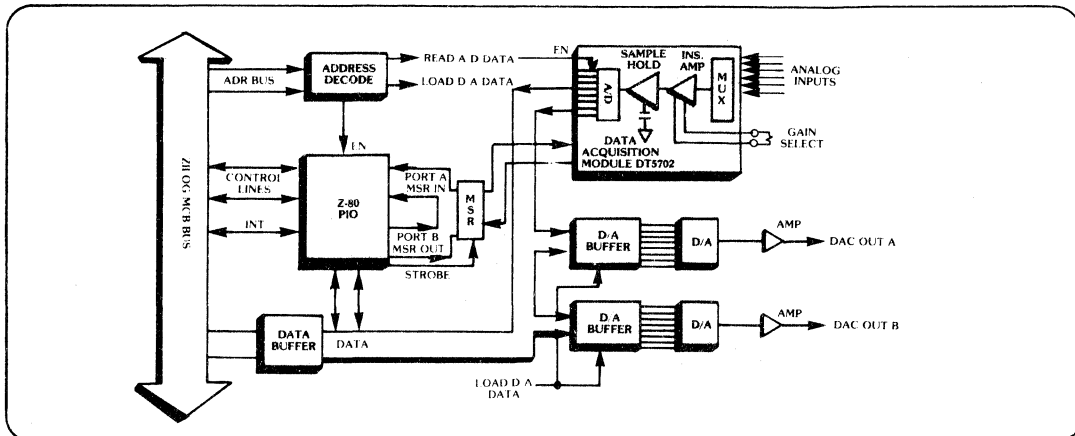 ZILOG MCB BUS
ADR BUS
ADDRESS
DECODE
READ A D DATA
LOAD D A DATA
EN
EN
SAMPLE
HOLD
INS.
AMP
MUX
A/D
ANALOG
INPUTS
GAIN
SELECT
DATA
ACQUISITION
MODULE DT5702
CONTROL
LINES
INT
Z-80
PIO
PORT A
MSR IN
PORT B
MSR OUT
STROBE
MSR
D/A
BUFFER
D/A
AMP
DAC OUT A
D/A
BUFFER
D/A
AMP
DAC OUT B
DATA
BUFFER
DATA
LOAD D A
DATA